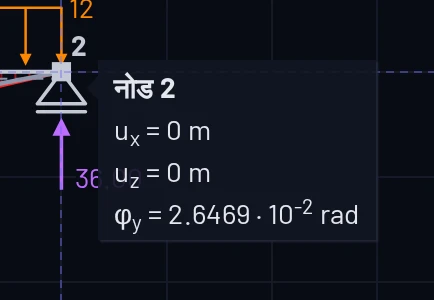 12
2
नोड 2
uₓ = 0 m
u_z = 0 m
φ_y = 2.6469 · 10⁻² rad